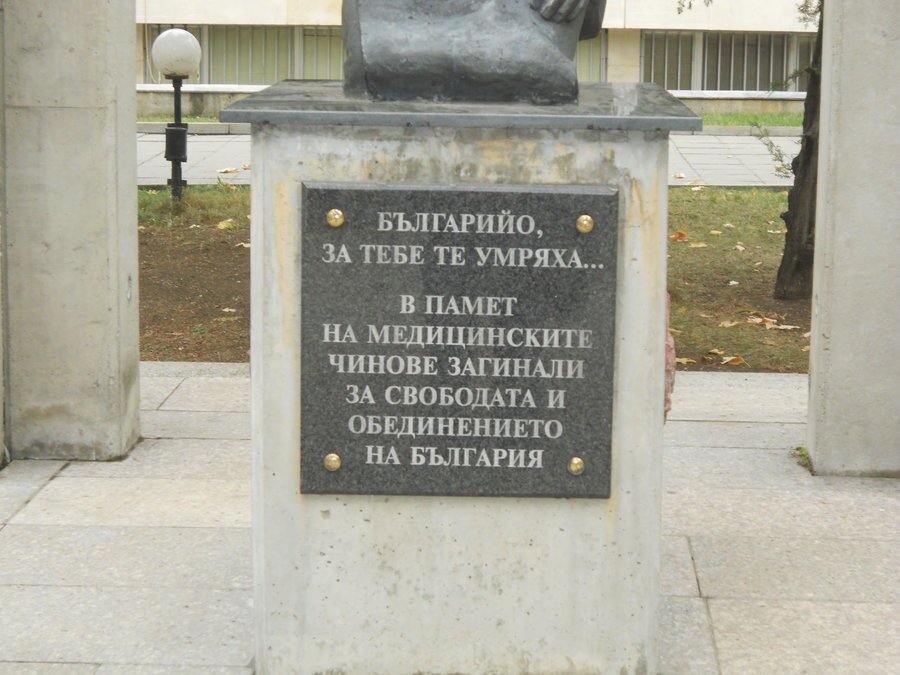 БЪЛГАРИЙО,
ЗА ТЕБЕ ТЕ УМРЯХА...
В ПАМЕТ
НА МЕДИЦИНСКИТЕ
ЧИНОВЕ ЗАГИНАЛИ
ЗА СВОБОДАТА И
ОБЕДИНЕНИЕТО
НА БЪЛГАРИЯ